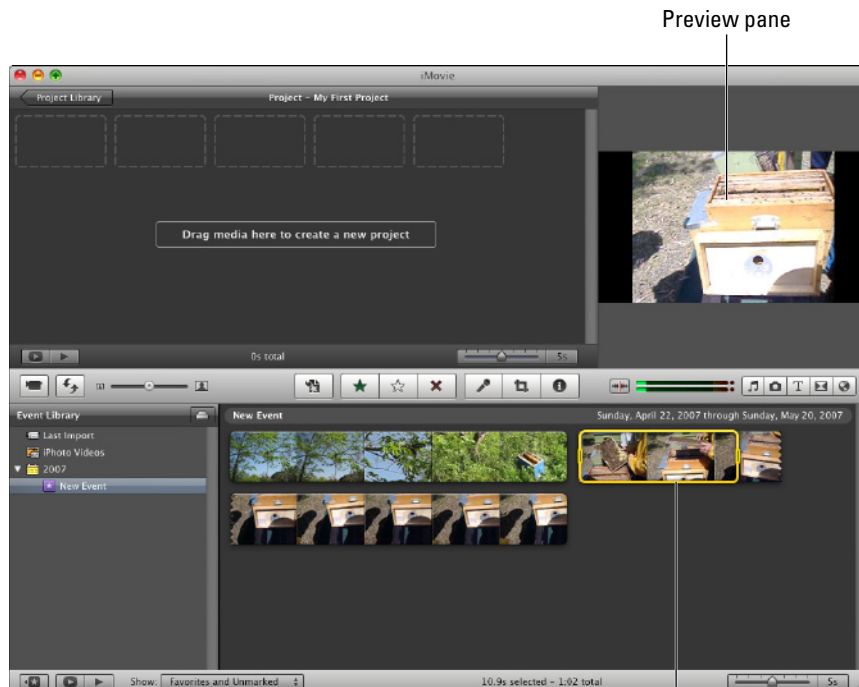 Preview pane
iMovie
Project Library
Project - My First Project
Drag media here to create a new project
0s total
5s
Event Library
New Event
Sunday, April 22, 2007 through Sunday, May 20, 2007
Last Import
iPhoto Videos
2007
New Event
Show: Favorites and Unmarked
10.9s selected - 1:02 total
5s